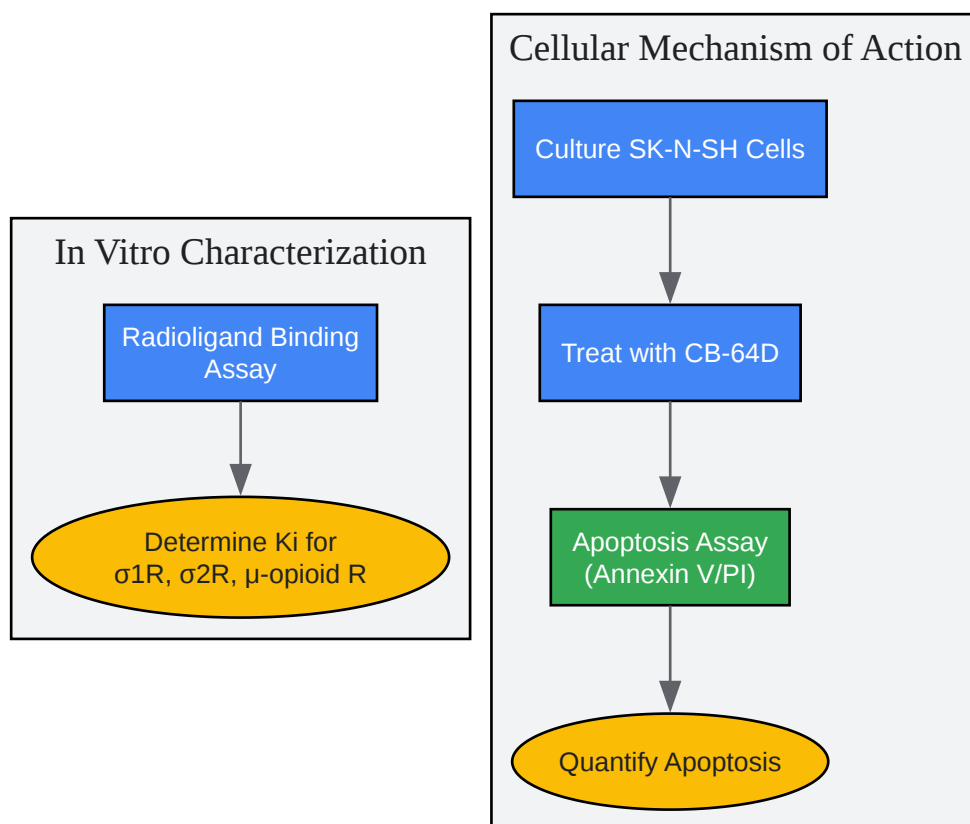 In Vitro Characterization
Radioligand Binding
Assay
Determine Ki for
σ1R, σ2R, μ-opioid R
Cellular Mechanism of Action
Culture SK-N-SH Cells
Treat with CB-64D
Apoptosis Assay
(Annexin V/PI)
Quantify Apoptosis